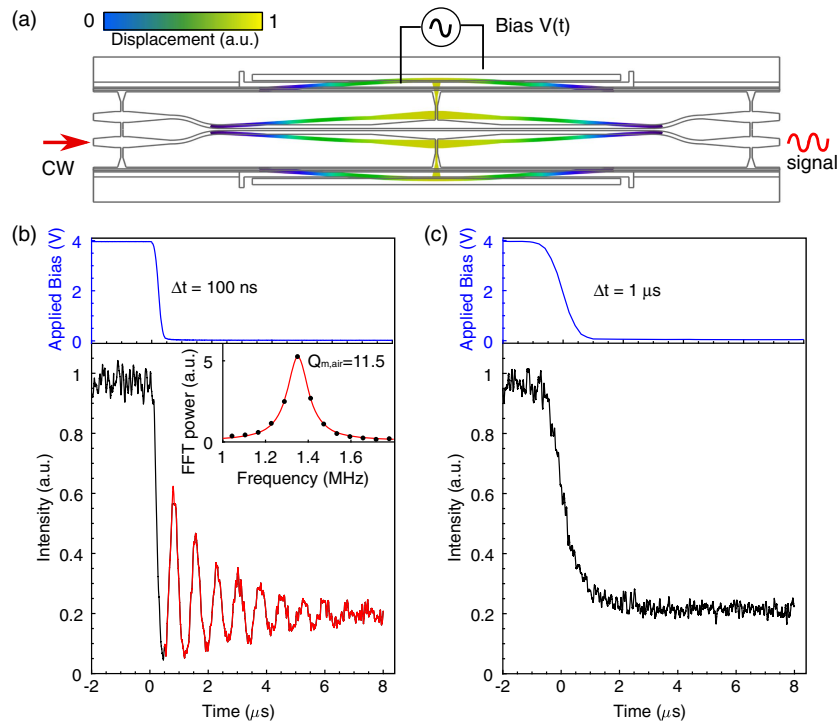 (a)
0
1
Displacement (a.u.)
Bias V(t)
CW
signal
(b)
Applied Bias (V)
4
2
0
Δt = 100 ns
FFT power (a.u.)
5
0
Qm,air=11.5
1 1.2 1.4 1.6
Frequency (MHz)
Intensity (a.u.)
1
0.8
0.6
0.4
0.2
0
-2 0 2 4 6 8
Time (μs)
(c)
Applied Bias (V)
4
2
0
Δt = 1 μs
Intensity (a.u.)
1
0.8
0.6
0.4
0.2
0
-2 0 2 4 6 8
Time (μs)